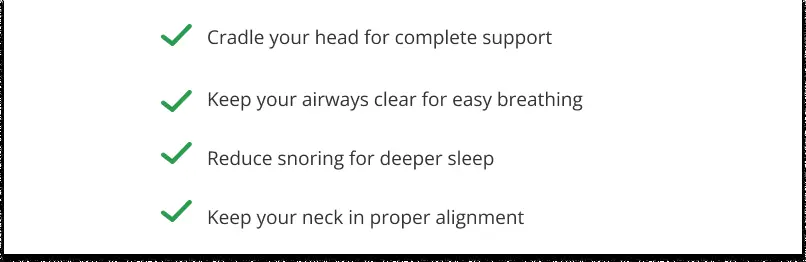 Cradle your head for complete support
Keep your airways clear for easy breathing
Reduce snoring for deeper sleep
Keep your neck in proper alignment